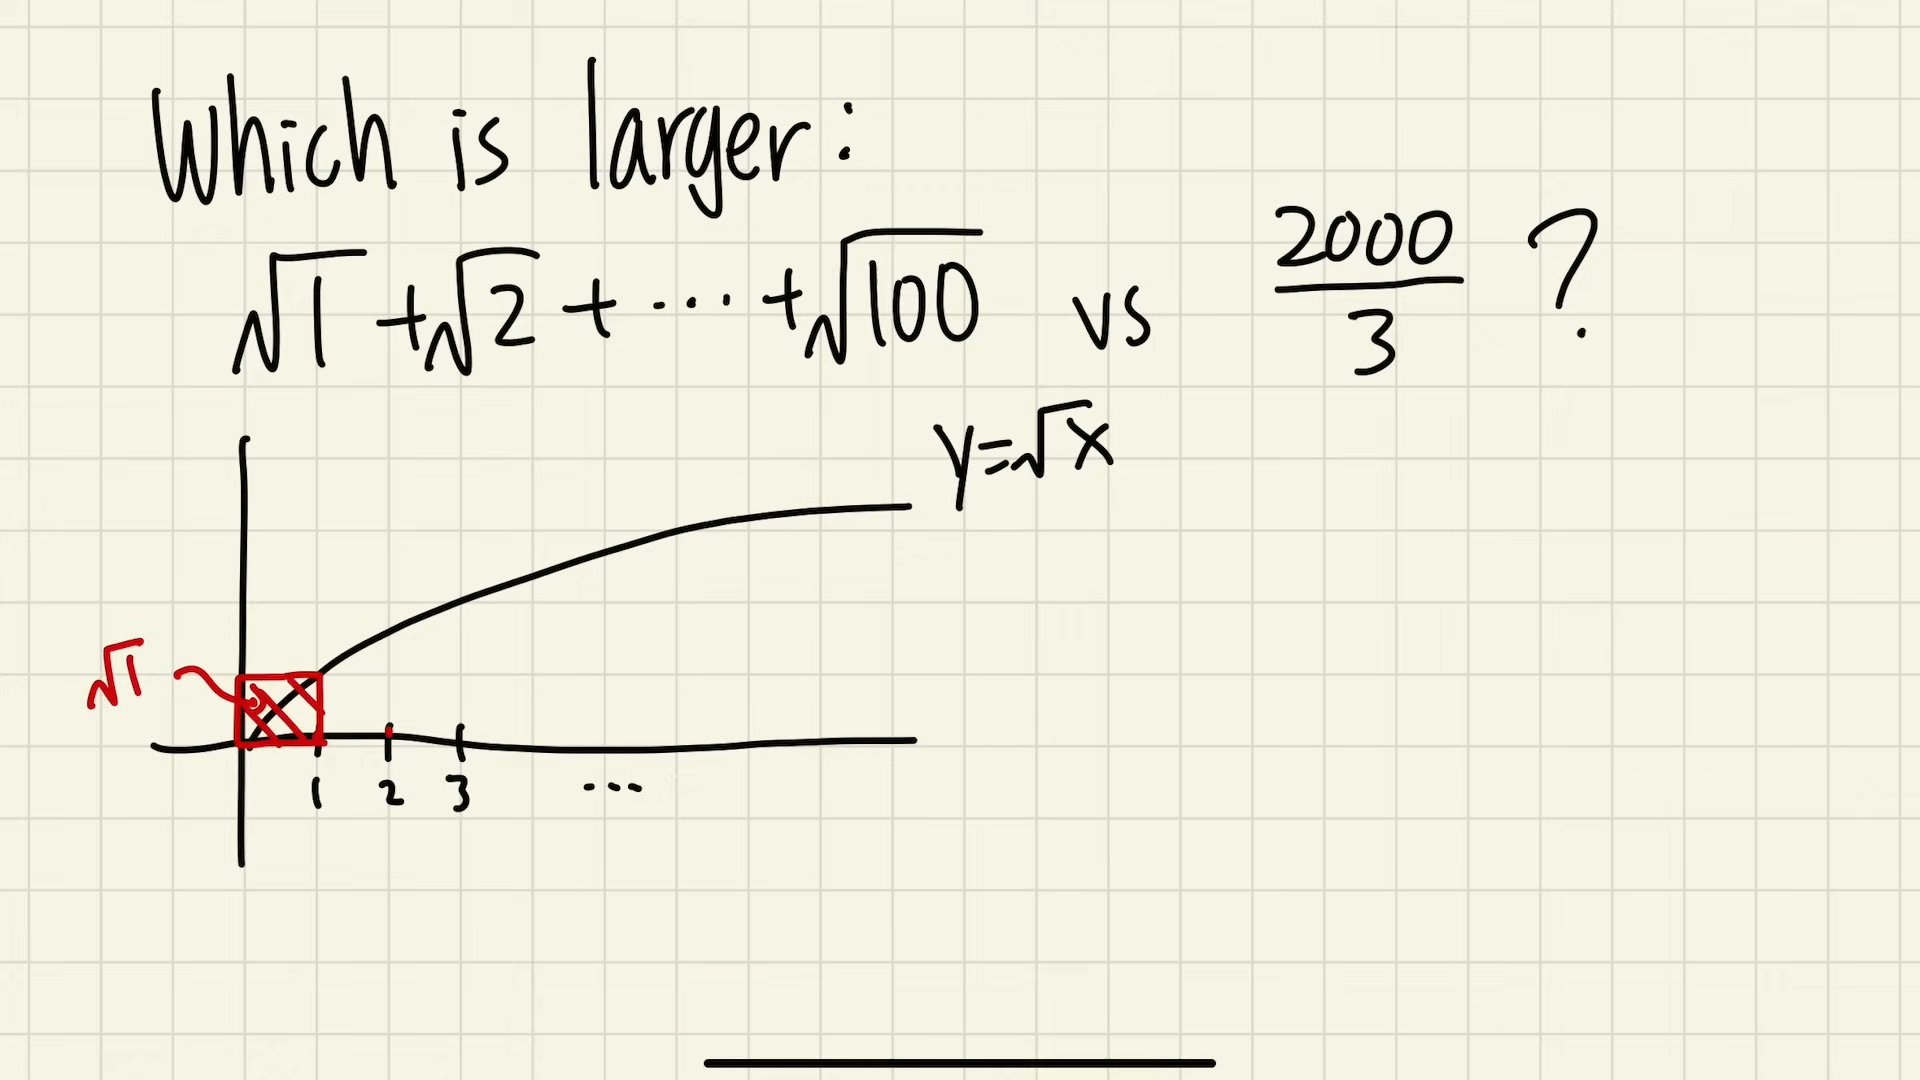 Which is larger:
√1 + √2 + ... + √100 vs 2000/3 ?
y=√x
√1
1 2 3 ...